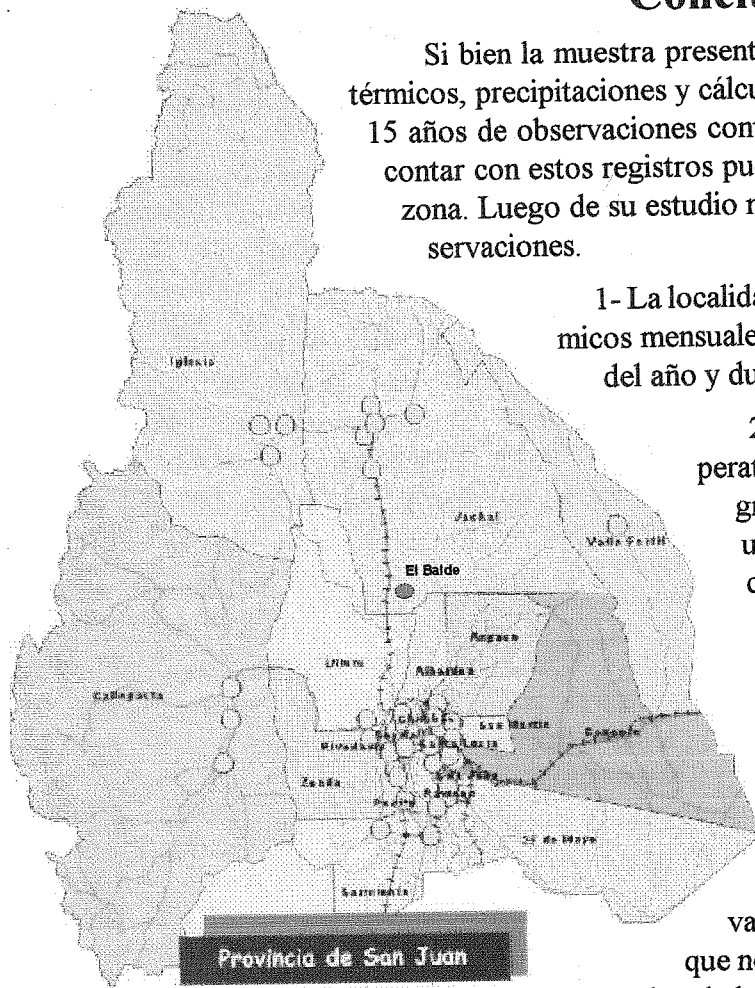 Si bien la muestra present
térmicos, precipitaciones y cálcu
15 años de observaciones con
contar con estos registros pu
zona. Luego de su estudio
servaciones.
1- La localida
micos mensuale
del año y du
2
perat
gr
u
Iglesia
Jachal
Valle Fertil
El Balde
Angaco
Ullum
Albardon
Calingasta
Chimbas
San Martin
Caucete
Rivadavia
Santa Lucia
Zonda
San Juan
Pocito
Rawson
25 de Mayo
Sarmiento
va
que n
Provincia de San Juan